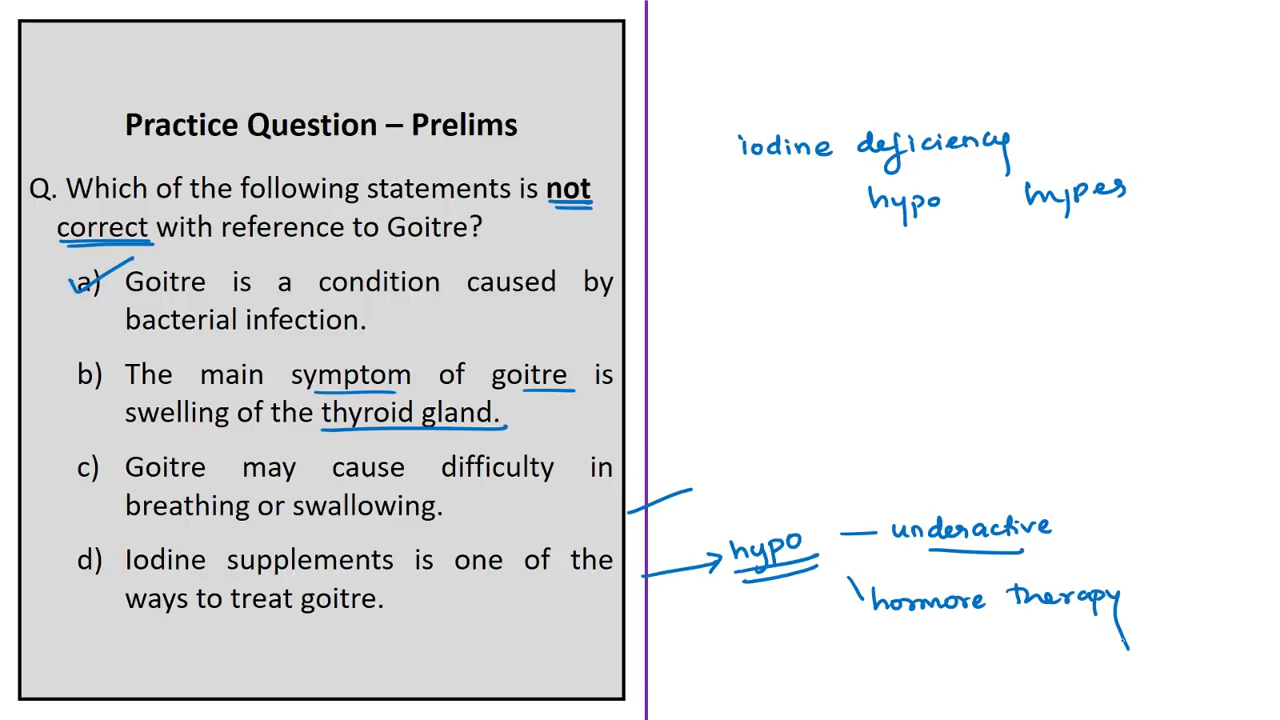 Practice Question – Prelims
Q. Which of the following statements is not
correct with reference to Goitre?
a) Goitre is a condition caused by
bacterial infection.
b) The main symptom of goitre is
swelling of the thyroid gland.
c) Goitre may cause difficulty in
breathing or swallowing.
d) Iodine supplements is one of the
ways to treat goitre.
iodine deficiency
hypo hyper
hypo — underactive
hormone therapy